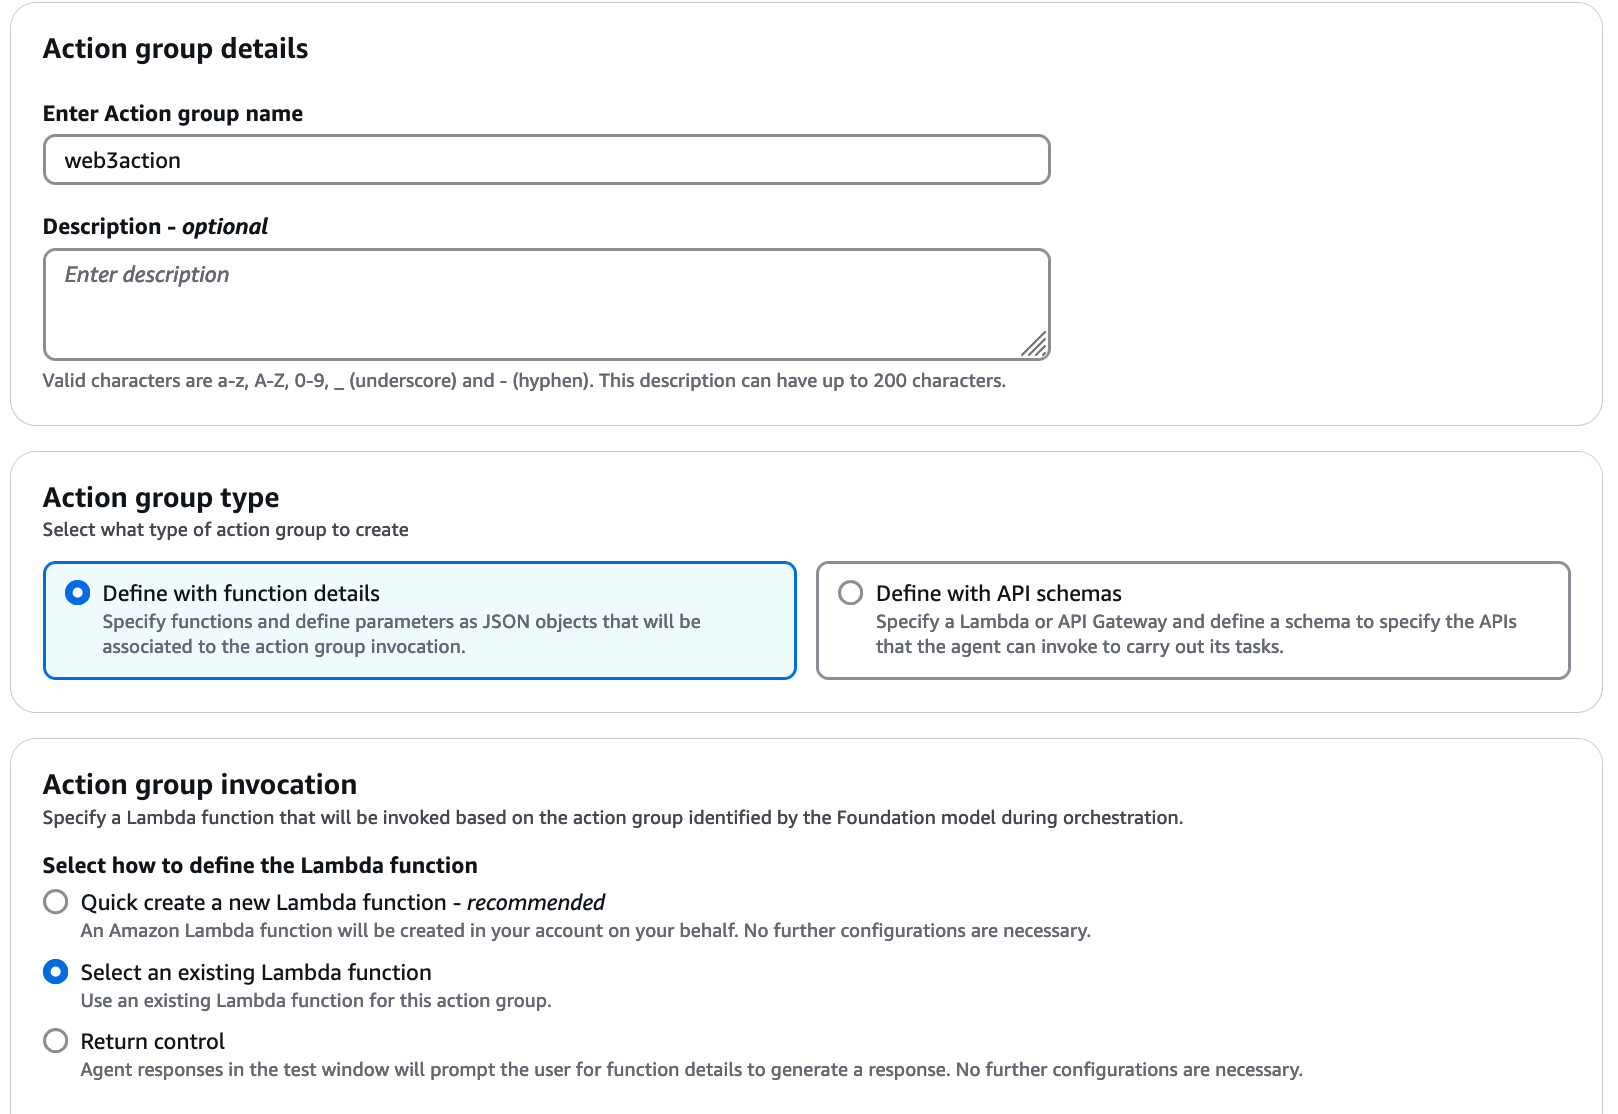 Action group details
Enter Action group name
web3action
Description - optional
Enter description
Valid characters are a-z, A-Z, 0-9, _ (underscore) and - (hyphen). This description can have up to 200 characters.
Action group type
Select what type of action group to create
Define with function details
Specify functions and define parameters as JSON objects that will be
associated to the action group invocation.
Define with API schemas
Specify a Lambda or API Gateway and define a schema to specify the APIs
that the agent can invoke to carry out its tasks.
Action group invocation
Specify a Lambda function that will be invoked based on the action group identified by the Foundation model during orchestration.
Select how to define the Lambda function
Quick create a new Lambda function - recommended
An Amazon Lambda function will be created in your account on your behalf. No further configurations are necessary.
Select an existing Lambda function
Use an existing Lambda function for this action group.
Return control
Agent responses in the test window will prompt the user for function details to generate a response. No further configurations are necessary.